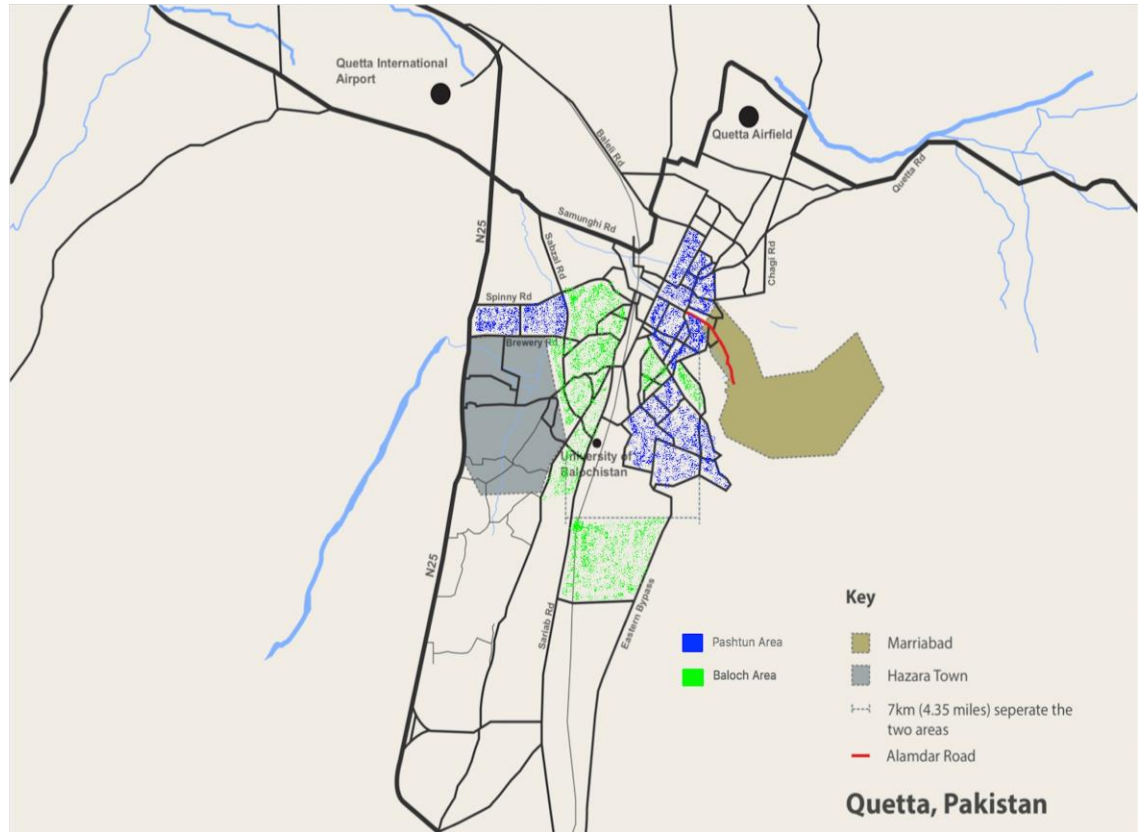 Quetta International
Airport
Quetta Airfield
Baleli Rd
Quetta Rd
N25
Samunghi Rd
Sabzal Rd
Chagi Rd
Spinny Rd
Brewery Rd
University of
Balochistan
N25
Sariab Rd
Eastern Bypass
Key
Pashtun Area
Baloch Area
Marriabad
Hazara Town
7km (4.35 miles) seperate the
two areas
Alamdar Road
Quetta, Pakistan